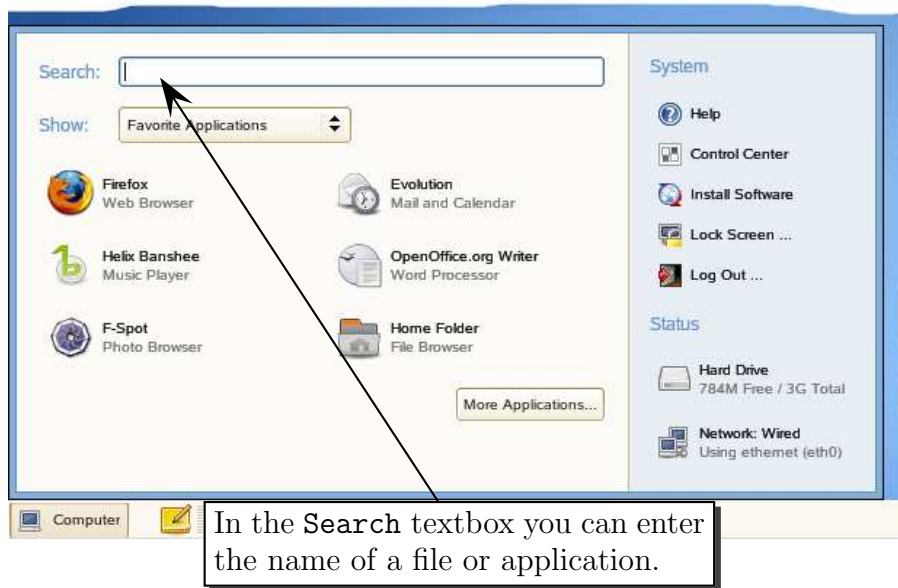 Search:
Show:
Favorite Applications
Firefox
Web Browser
Evolution
Mail and Calendar
Helix Banshee
Music Player
OpenOffice.org Writer
Word Processor
F-Spot
Photo Browser
Home Folder
File Browser
More Applications...
System
Help
Control Center
Install Software
Lock Screen ...
Log Out ...
Status
Hard Drive
784M Free / 3G Total
Network: Wired
Using ethernet (eth0)
Computer
In the Search textbox you can enter
the name of a file or application.